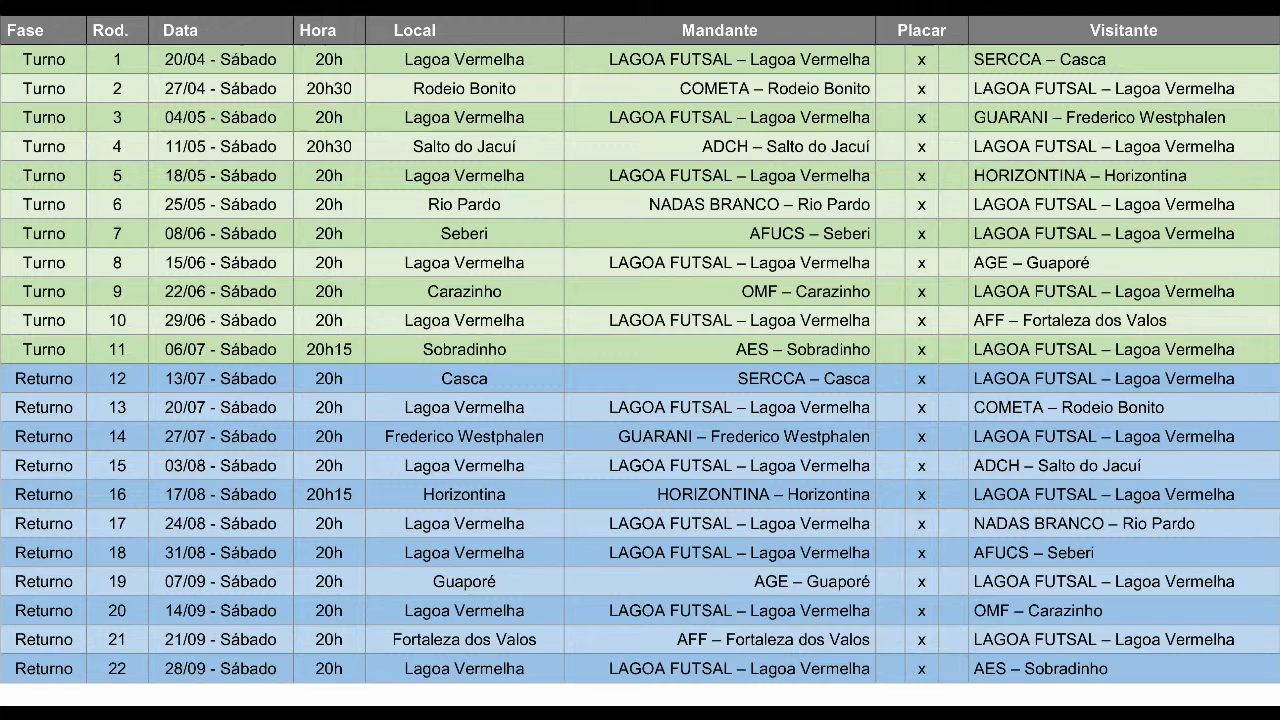 Fase Rod. Data Hora Local Mandante Placar Visitante
Turno 1 20/04 - Sábado 20h Lagoa Vermelha LAGOA FUTSAL – Lagoa Vermelha x SERCCA – Casca
Turno 2 27/04 - Sábado 20h30 Rodeio Bonito COMETA – Rodeio Bonito x LAGOA FUTSAL – Lagoa Vermelha
Turno 3 04/05 - Sábado 20h Lagoa Vermelha LAGOA FUTSAL – Lagoa Vermelha x GUARANI – Frederico Westphalen
Turno 4 11/05 - Sábado 20h30 Salto do Jacuí ADCH – Salto do Jacuí x LAGOA FUTSAL – Lagoa Vermelha
Turno 5 18/05 - Sábado 20h Lagoa Vermelha LAGOA FUTSAL – Lagoa Vermelha x HORIZONTINA – Horizontina
Turno 6 25/05 - Sábado 20h Rio Pardo NADAS BRANCO – Rio Pardo x LAGOA FUTSAL – Lagoa Vermelha
Turno 7 08/06 - Sábado 20h Seberi AFUCS – Seberi x LAGOA FUTSAL – Lagoa Vermelha
Turno 8 15/06 - Sábado 20h Lagoa Vermelha LAGOA FUTSAL – Lagoa Vermelha x AGE – Guaporé
Turno 9 22/06 - Sábado 20h Carazinho OMF – Carazinho x LAGOA FUTSAL – Lagoa Vermelha
Turno 10 29/06 - Sábado 20h Lagoa Vermelha LAGOA FUTSAL – Lagoa Vermelha x AFF – Fortaleza dos Valos
Turno 11 06/07 - Sábado 20h15 Sobradinho AES – Sobradinho x LAGOA FUTSAL – Lagoa Vermelha
Returno 12 13/07 - Sábado 20h Casca SERCCA – Casca x LAGOA FUTSAL – Lagoa Vermelha
Returno 13 20/07 - Sábado 20h Lagoa Vermelha LAGOA FUTSAL – Lagoa Vermelha x COMETA – Rodeio Bonito
Returno 14 27/07 - Sábado 20h Frederico Westphalen GUARANI – Frederico Westphalen x LAGOA FUTSAL – Lagoa Vermelha
Returno 15 03/08 - Sábado 20h Lagoa Vermelha LAGOA FUTSAL – Lagoa Vermelha x ADCH – Salto do Jacuí
Returno 16 17/08 - Sábado 20h15 Horizontina HORIZONTINA – Horizontina x LAGOA FUTSAL – Lagoa Vermelha
Returno 17 24/08 - Sábado 20h Lagoa Vermelha LAGOA FUTSAL – Lagoa Vermelha x NADAS BRANCO – Rio Pardo
Returno 18 31/08 - Sábado 20h Lagoa Vermelha LAGOA FUTSAL – Lagoa Vermelha x AFUCS – Seberi
Returno 19 07/09 - Sábado 20h Guaporé AGE – Guaporé x LAGOA FUTSAL – Lagoa Vermelha
Returno 20 14/09 - Sábado 20h Lagoa Vermelha LAGOA FUTSAL – Lagoa Vermelha x OMF – Carazinho
Returno 21 21/09 - Sábado 20h Fortaleza dos Valos AFF – Fortaleza dos Valos x LAGOA FUTSAL – Lagoa Vermelha
Returno 22 28/09 - Sábado 20h Lagoa Vermelha LAGOA FUTSAL – Lagoa Vermelha x AES – Sobradinho